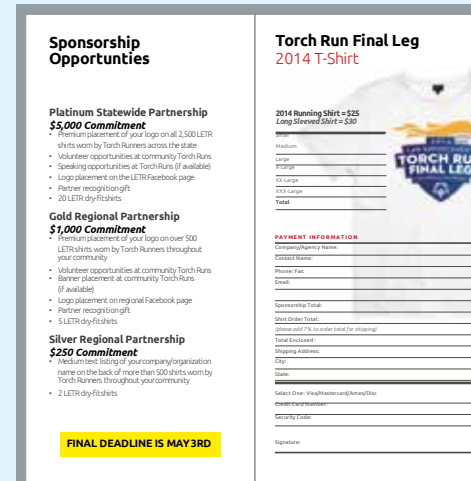 Sponsorship
Opportunties
Platinum Statewide Partnership
$5,000 Commitment
• Premium placement of your logo on all 2,500 LETR
shirts worn by Torch Runners across the state
• Volunteer opportunities at community Torch Runs
• Speaking opportunities at Torch Runs (if available)
• Logo placement on the LETR Facebook page
• Partner recognition gift
• 20 LETR dry-fit shirts
Gold Regional Partnership
$1,000 Commitment
• Premium placement of your logo on over 500
LETR shirts worn by Torch Runners throughout
your community
• Volunteer opportunities at community Torch Runs
• Banner placement at community Torch Runs
(if available)
• Logo placement on regional Facebook page
• Partner recognition gift
• 5 LETR dry-fit shirts
Silver Regional Partnership
$250 Commitment
• Medium text listing of your company/organization
name on the back of more than 500 shirts worn by
Torch Runners throughout your community
• 2 LETR dry-fit shirts
FINAL DEADLINE IS MAY 3RD
Torch Run Final Leg
2014 T-Shirt
2014 Running Shirt = $25
Long Sleeved Shirt = $30
Small
Medium
Large
X-Large
XX-Large
XXX-Large
Total
TORCH RU
FINAL LEG
PAYMENT INFORMATION
Company/Agency Name:
Contact Name:
Phone: Fax:
Email:
Sponsorship Total:
Shirt Order Total:
(please add 7% to order total for shipping)
Total Enclosed:
Shipping Address:
City:
State:
Select One: Visa/Mastercard/Amex/Disc
Credit Card Number:
Security Code:
Signature: